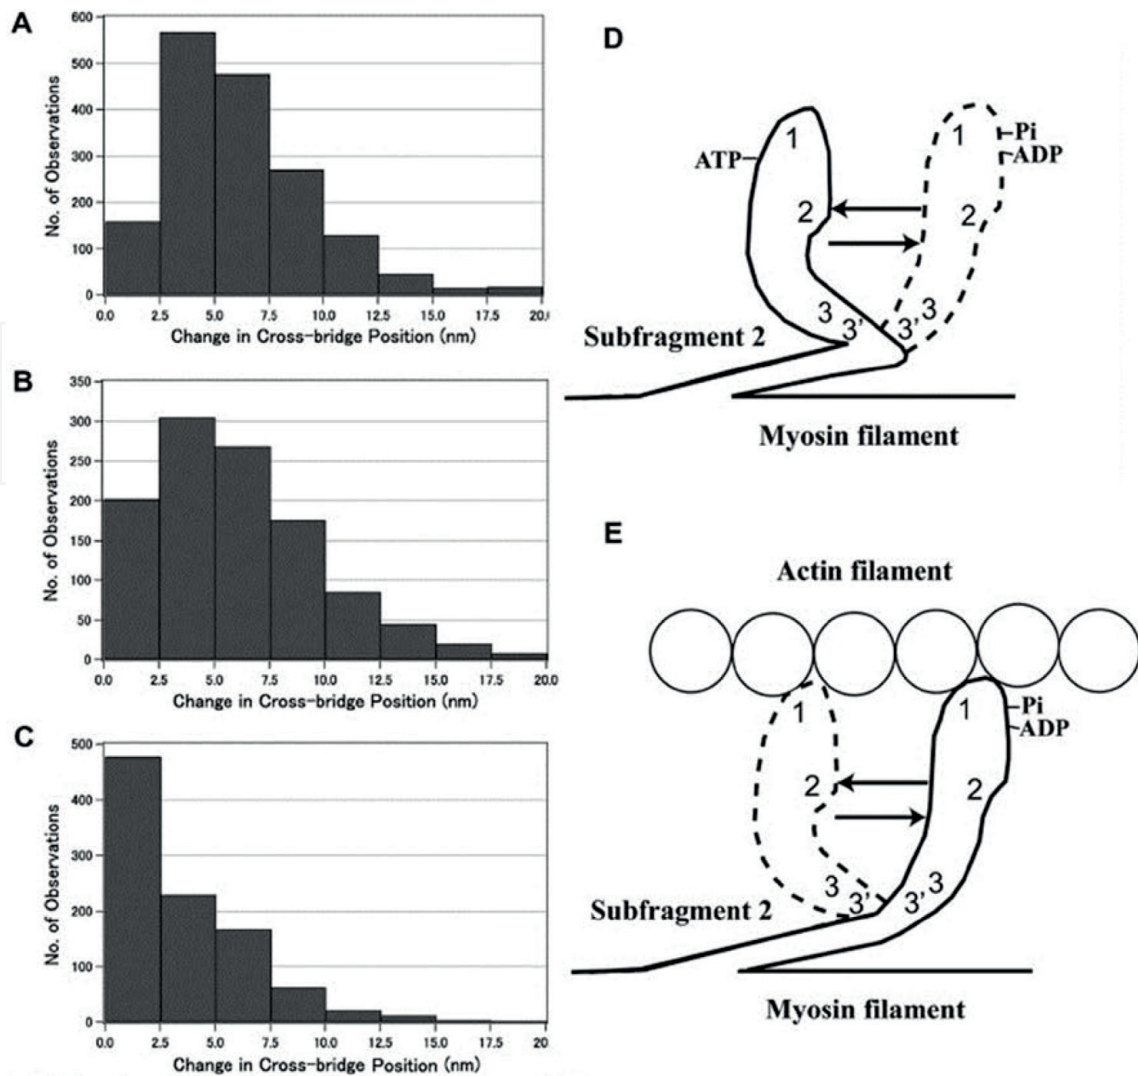 A
No. of Observations
600
500
400
300
200
100
0
0.0 2.5 5.0 7.5 10.0 12.5 15.0 17.5 20.
Change in Cross-bridge Position (nm)
B
No. of Observations
350
300
250
200
150
100
50
0
0.0 2.5 5.0 7.5 10.0 12.5 15.0 17.5 20.0
Change in Cross-bridge Position (nm)
C
No. of Observations
500
400
300
200
100
0
0.0 2.5 5.0 7.5 10.0 12.5 15.0 17.5 20.0
Change in Cross-bridge Position (nm)
D
1 1 Pi
ATP ADP
2 2
3 3
3' 3'
Subfragment 2
Myosin filament
E
Actin filament
1 1 Pi
ADP
2 2
3 3
3' 3'
Subfragment 2
Myosin filament